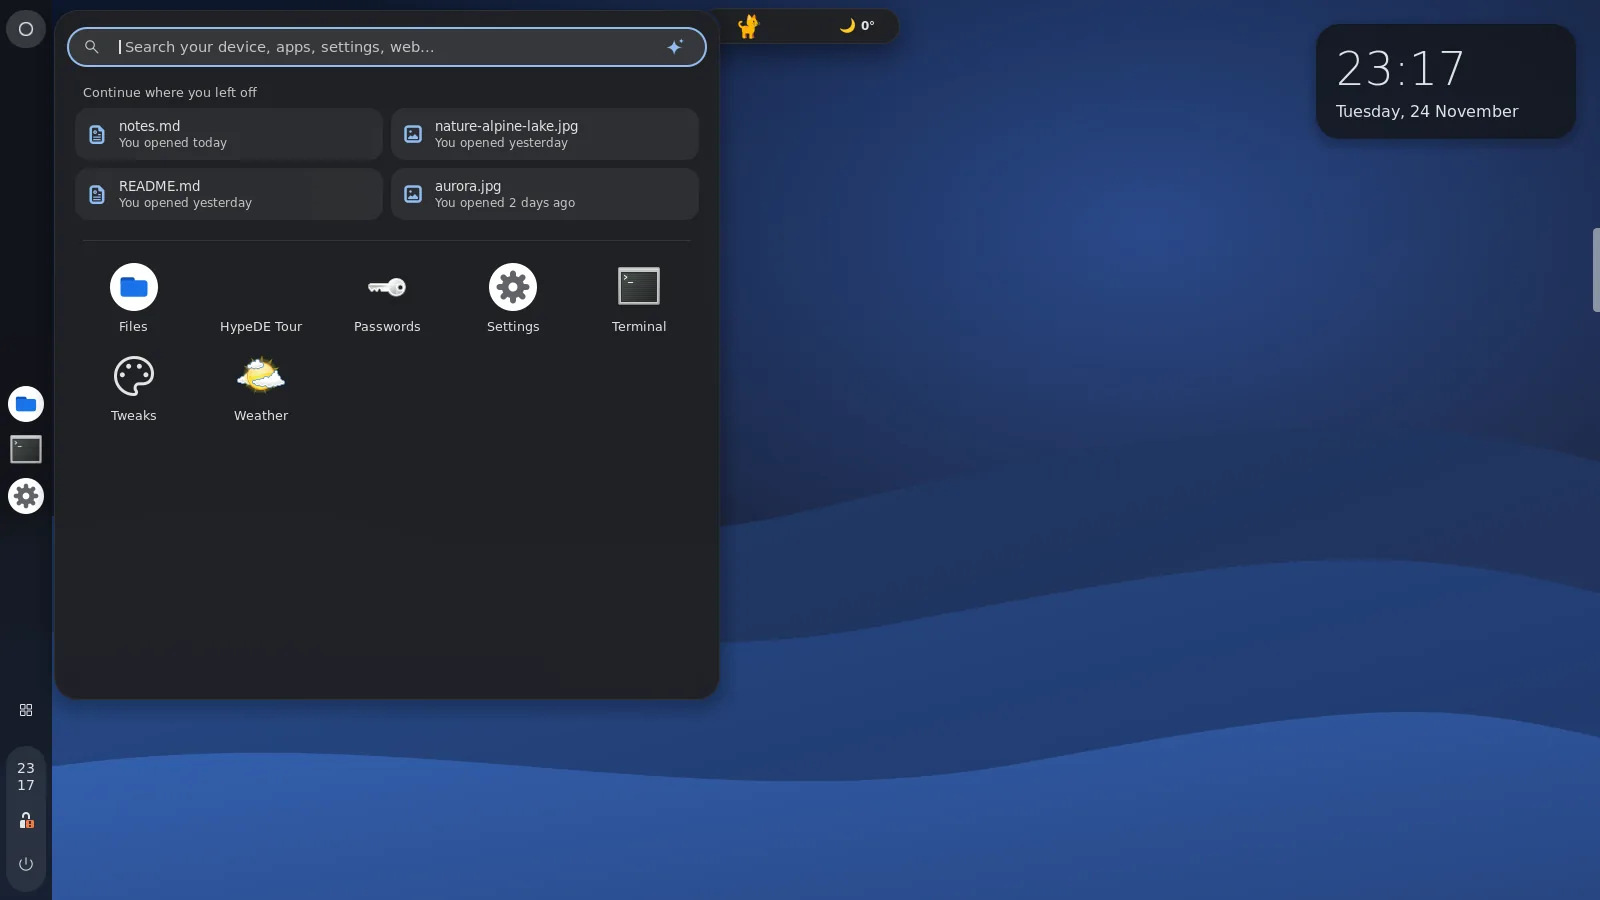 Search your device, apps, settings, web...
Continue where you left off
notes.md
You opened today
nature-alpine-lake.jpg
You opened yesterday
README.md
You opened yesterday
aurora.jpg
You opened 2 days ago
Files
HypeDE Tour
Passwords
Settings
Terminal
Tweaks
Weather
0°
23:17
Tuesday, 24 November
23
17